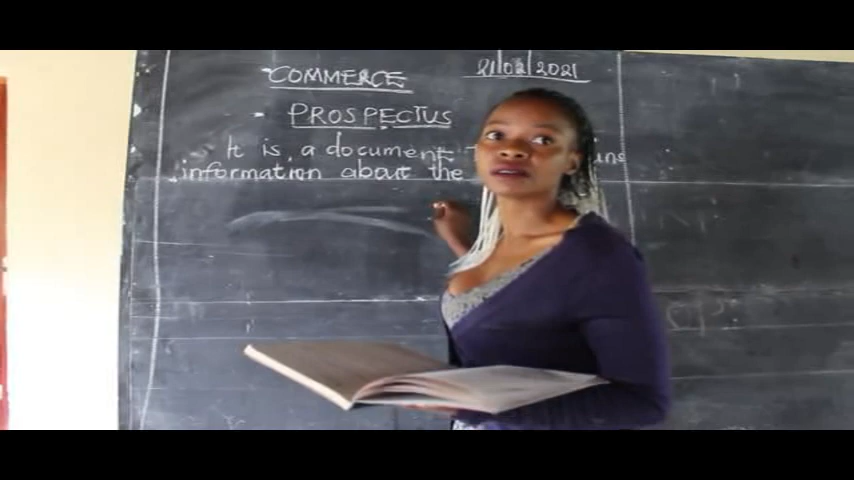 COMMERCE
21/02/2021
- PROSPECTUS
It is a document
information about the